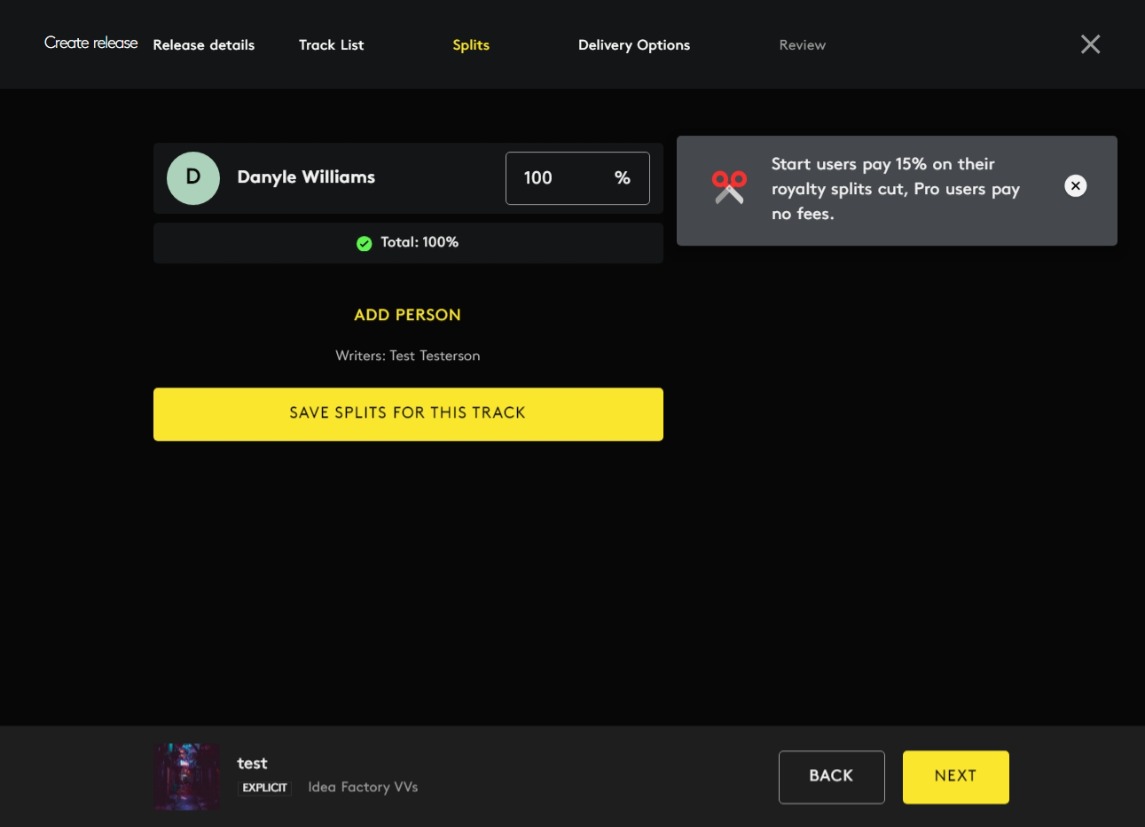 Create release
Release details
Track List
Splits
Delivery Options
Review
D
Danyle Williams
100 %
Start users pay 15% on their
royalty splits cut, Pro users pay
no fees.
Total: 100%
ADD PERSON
Writers: Test Testerson
SAVE SPLITS FOR THIS TRACK
test
EXPLICIT Idea Factory VVs
BACK
NEXT